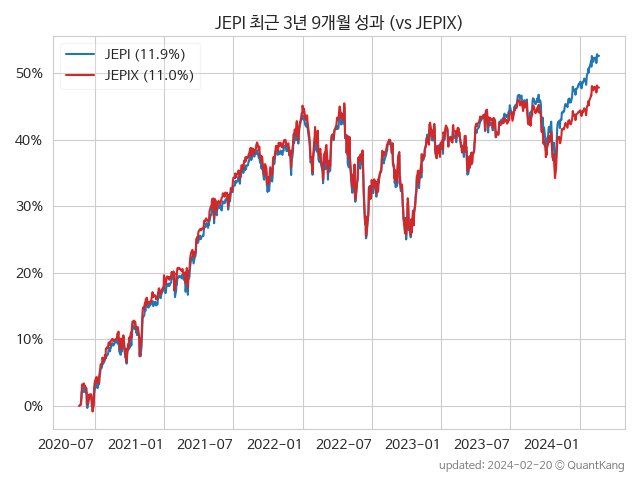 JEPI 최근 3년 9개월 성과 (vs JEPIX)
JEPI (11.9%)
JEPIX (11.0%)
50%
40%
30%
20%
10%
0%
2020-07 2021-01 2021-07 2022-01 2022-07 2023-01 2023-07 2024-01
updated: 2024-02-20 © QuantKang